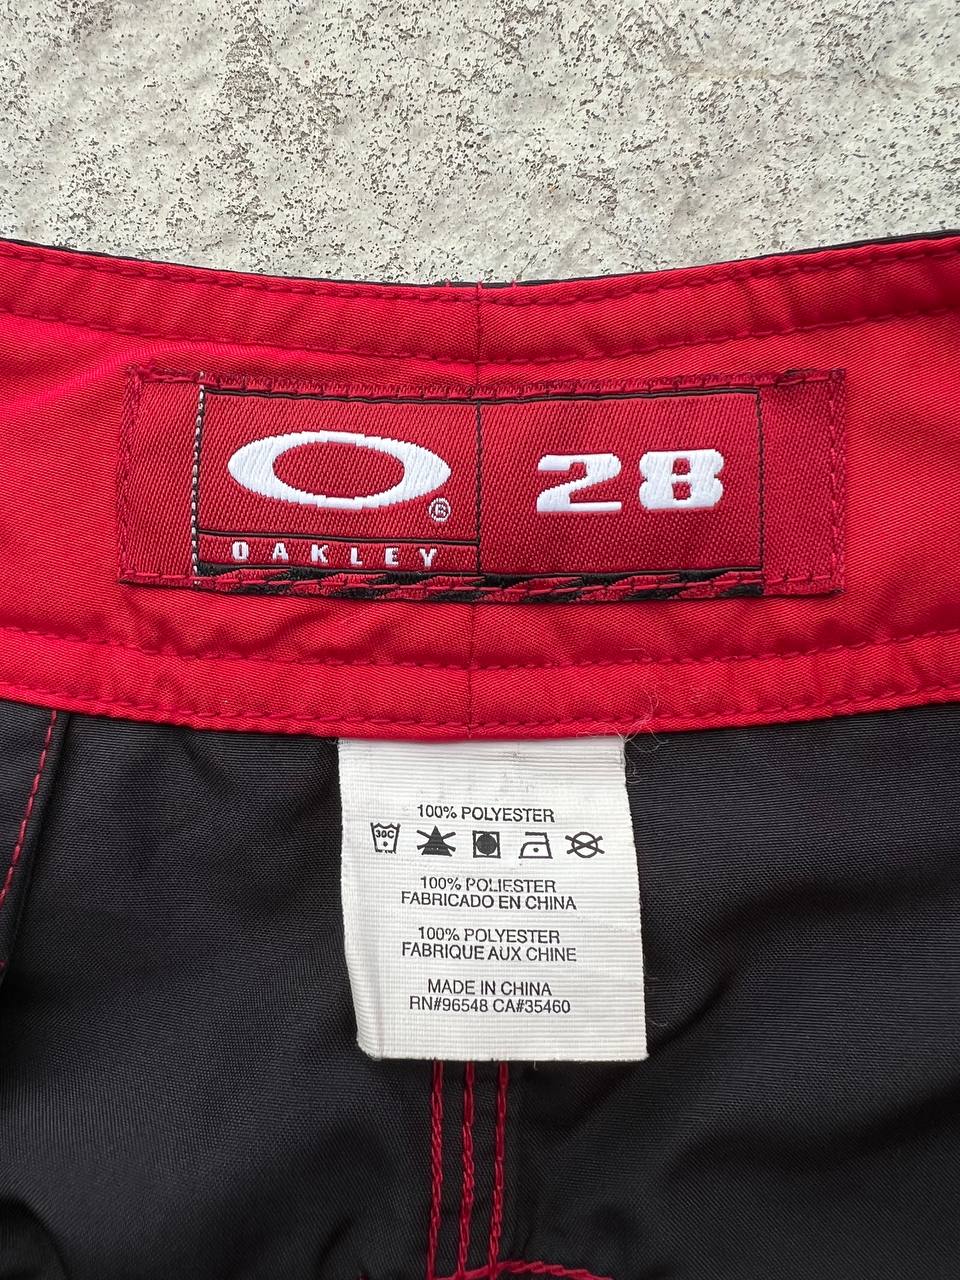 ®
OAKLEY
28
100% POLYESTER
30C
100% POLIESTER
FABRICADO EN CHINA
100% POLYESTER
FABRIQUE AUX CHINE
MADE IN CHINA
RN#96548 CA#35460